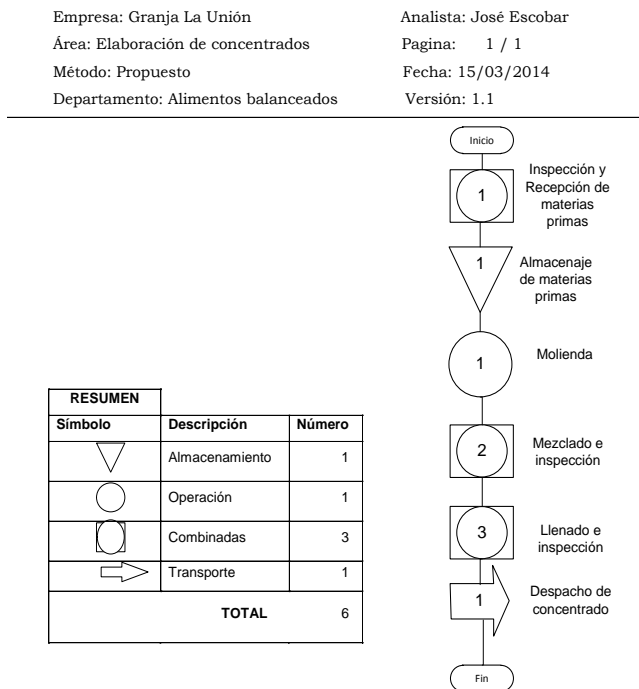 Empresa: Granja La Unión
Analista: José Escobar
Área: Elaboración de concentrados
Pagina: 1 / 1
Método: Propuesto
Fecha: 15/03/2014
Departamento: Alimentos balanceados
Versión: 1.1
Inicio
1
Inspección y
Recepción de
materias
primas
1
Almacenaje
de materias
primas
1
Molienda
2
Mezclado e
inspección
3
Llenado e
inspección
1
Despacho de
concentrado
Fin
RESUMEN
Símbolo Descripción Número
Almacenamiento 1
Operación 1
Combinadas 3
Transporte 1
TOTAL 6